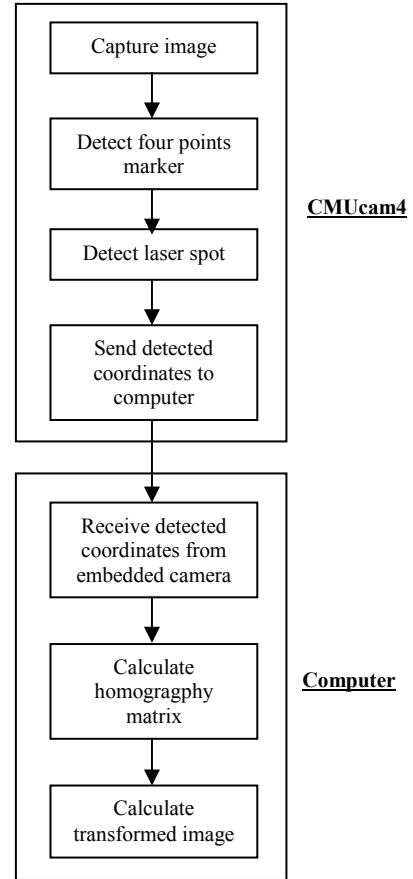 Capture image
Detect four points
marker
CMUcam4
Detect laser spot
Send detected
coordinates to
computer
Receive detected
coordinates from
embedded camera
Calculate
homogragphy
matrix
Computer
Calculate
transformed image